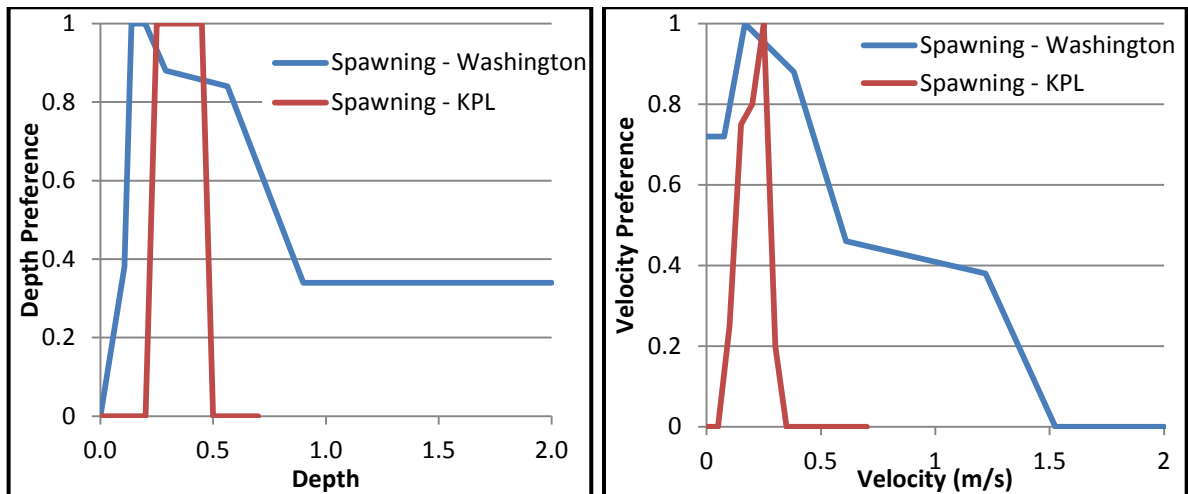 1
0.8
0.6
0.4
0.2
0
Depth Preference
Spawning - Washington
Spawning - KPL
0.0
0.5
1.0
1.5
2.0
Depth
1
0.8
0.6
0.4
0.2
0
Velocity Preference
Spawning - Washington
Spawning - KPL
0
0.5
1
1.5
2
Velocity (m/s)